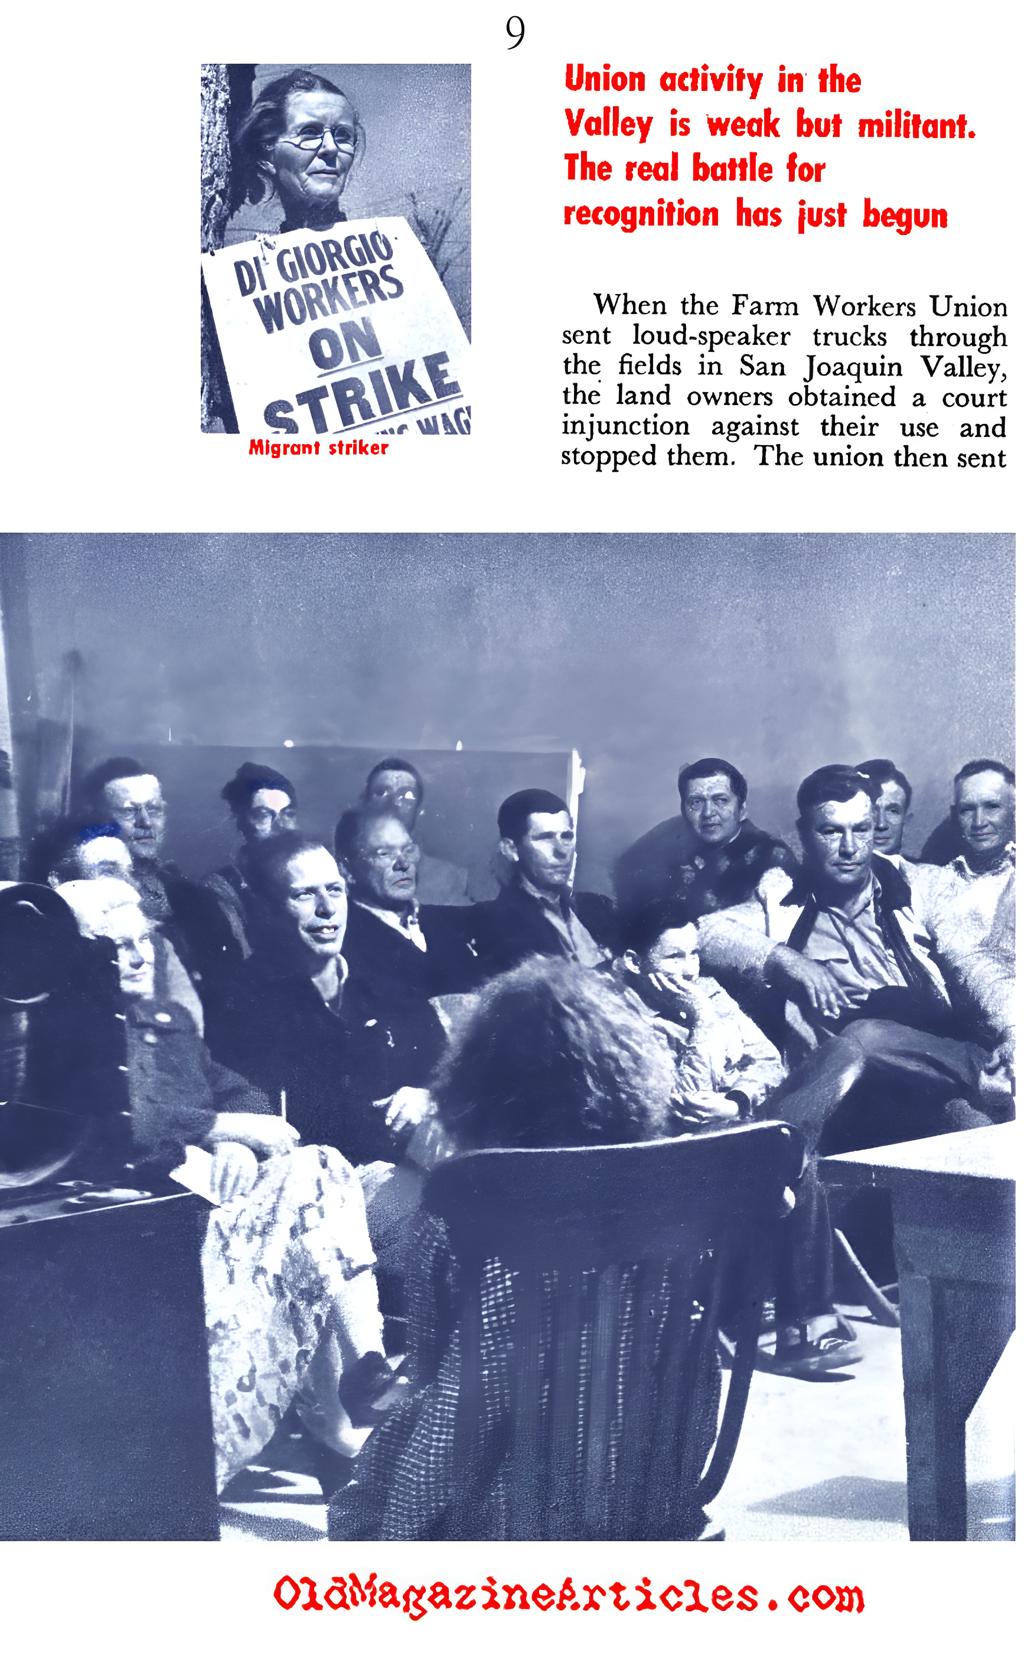 9
DI GIORGIO
WORKERS
ON
STRIKE
WAG
Migrant striker
Union activity in the
Valley is weak but militant.
The real battle for
recognition has just begun
When the Farm Workers Union
sent loud-speaker trucks through
the fields in San Joaquin Valley,
the land owners obtained a court
injunction against their use and
stopped them. The union then sent
OldMagazineArticles.com